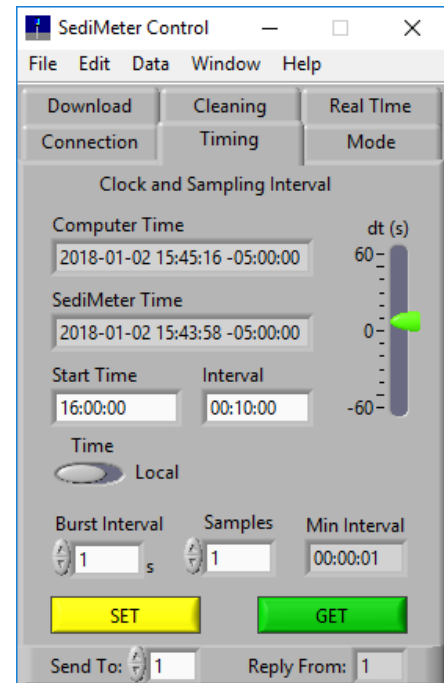 SediMeter Control
File Edit Data Window Help
Download Cleaning Real TIme
Connection Timing Mode
Clock and Sampling Interval
Computer Time dt (s)
2018-01-02 15:45:16 -05:00:00 60
SediMeter Time
2018-01-02 15:43:58 -05:00:00 0
Start Time Interval
16:00:00 00:10:00 -60
Time
Local
Burst Interval Samples Min Interval
1 s 1 00:00:01
SET GET
Send To: 1 Reply From: 1